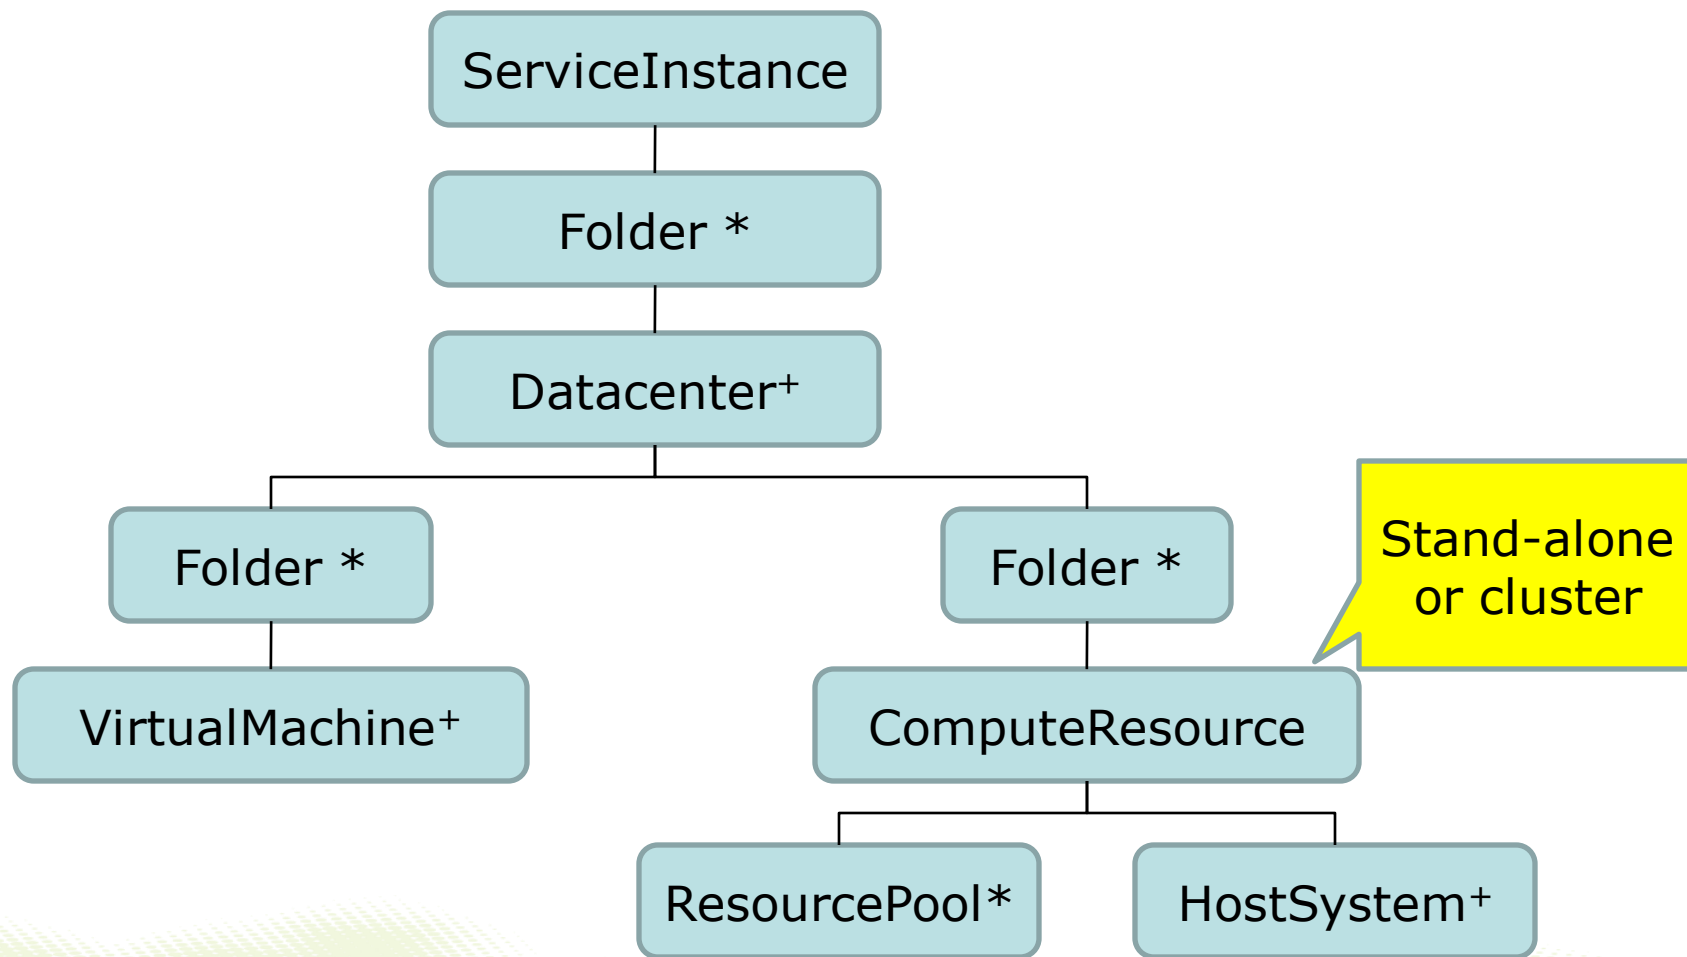 ServiceInstance
Folder *
Datacenter⁺
Folder *
Folder *
Stand-alone
or cluster
VirtualMachine⁺
ComputeResource
ResourcePool*
HostSystem⁺